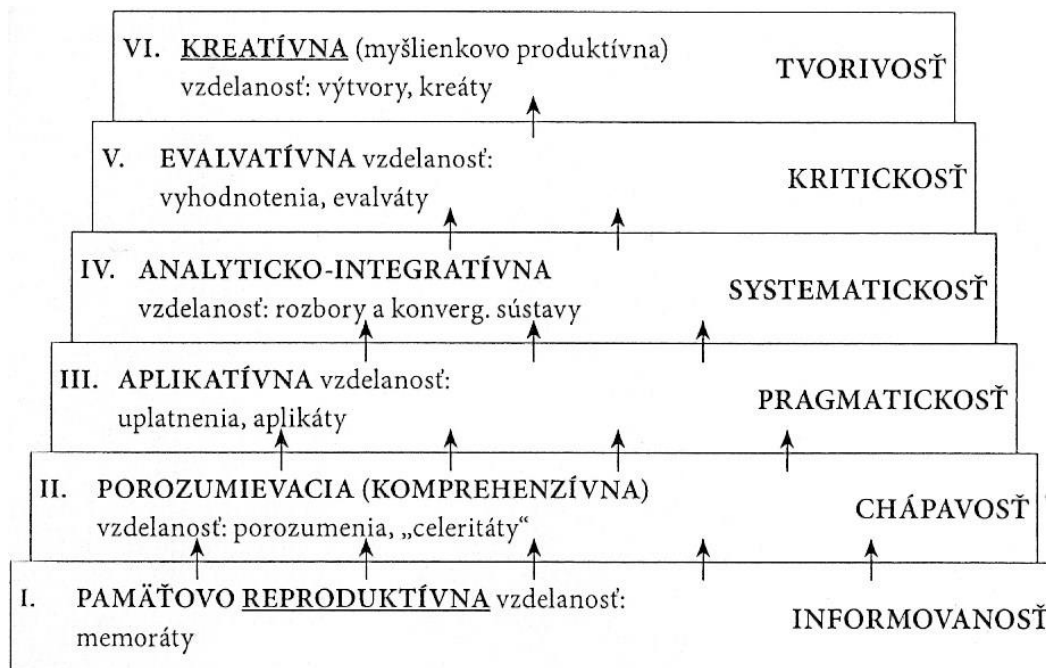 VI. KREATÍVNA (myšlienkovo produktívna)
vzdelanosť: výtvory, kreáty
TVORIVOSŤ
V. EVALVATÍVNA vzdelanosť:
vyhodnotenia, evalváty
KRITICKOSŤ
IV. ANALYTICKO-INTEGRATÍVNA
vzdelanosť: rozbory a konverg. sústavy
SYSTEMATICKOSŤ
III. APLIKATÍVNA vzdelanosť:
uplatnenia, aplikáty
PRAGMATICKOSŤ
II. POROZUMIEVACIA (KOMPREHENZÍVNA)
vzdelanosť: porozumenia, „celeritáty“
CHÁPAVOSŤ
I. PAMÄŤOVO REPRODUKTÍVNA vzdelanosť:
memoráty
INFORMOVANOSŤ